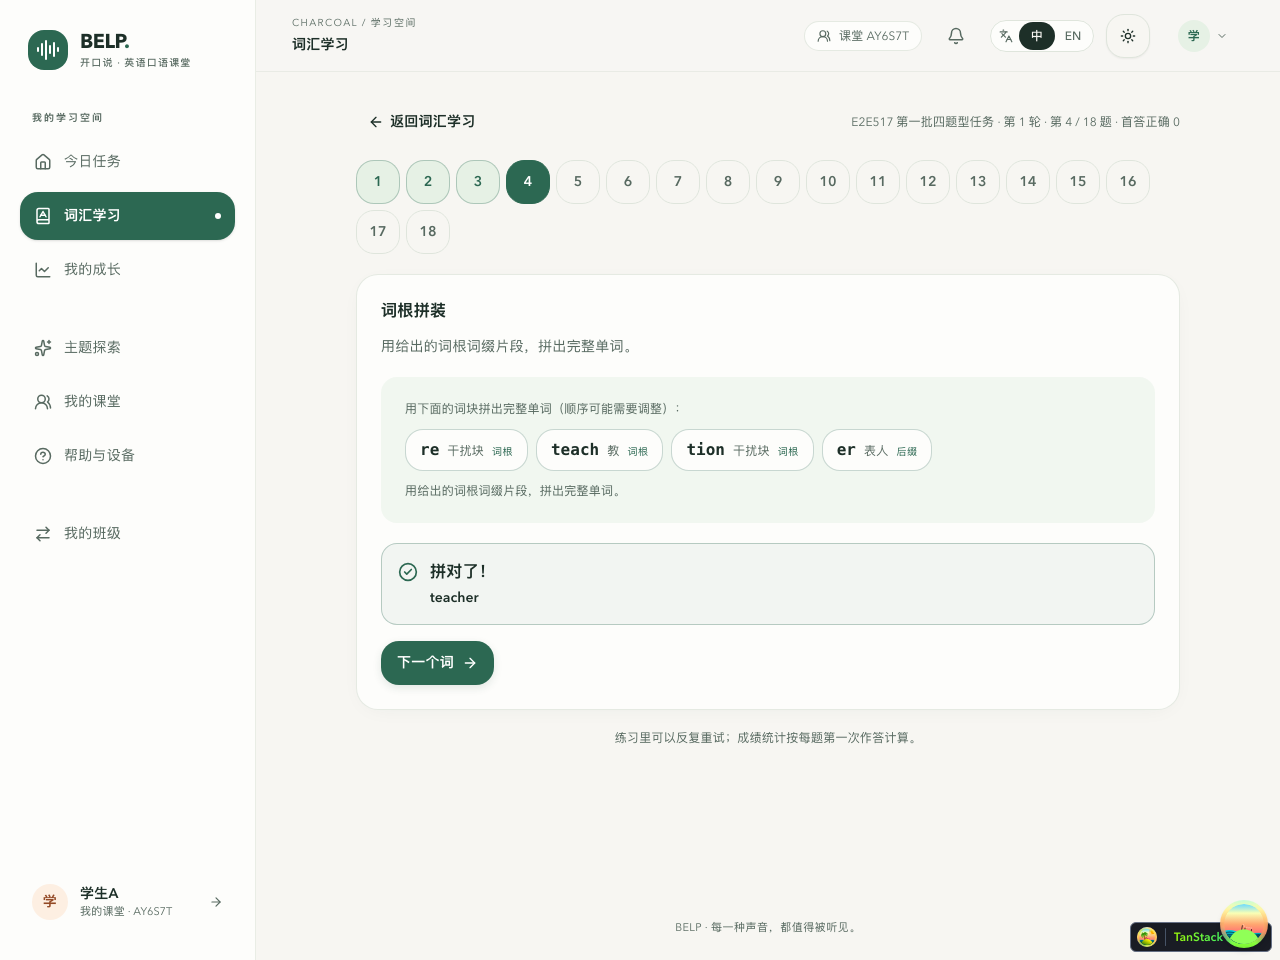 BELP.
开口说 · 英语口语课堂
我的学习空间
今日任务
词汇学习
我的成长
主题探索
我的课堂
帮助与设备
我的班级
学 学生A
我的课堂 · AY6S7T
CHARCOAL / 学习空间
词汇学习
课堂 AY6S7T
中 EN
学
返回词汇学习
E2E517 第一批四题型任务 · 第 1 轮 · 第 4 / 18 题 · 首答正确 0
1 2 3 4 5 6 7 8 9 10 11 12 13 14 15 16
17 18
词根拼装
用给出的词根词缀片段，拼出完整单词。
用下面的词块拼出完整单词（顺序可能需要调整）：
re 干扰块 词根 teach 教 词根 tion 干扰块 词根 er 表人 后缀
用给出的词根词缀片段，拼出完整单词。
拼对了！
teacher
下一个词
练习里可以反复重试；成绩统计按每题第一次作答计算。
BELP · 每一种声音，都值得被听见。
TanStack